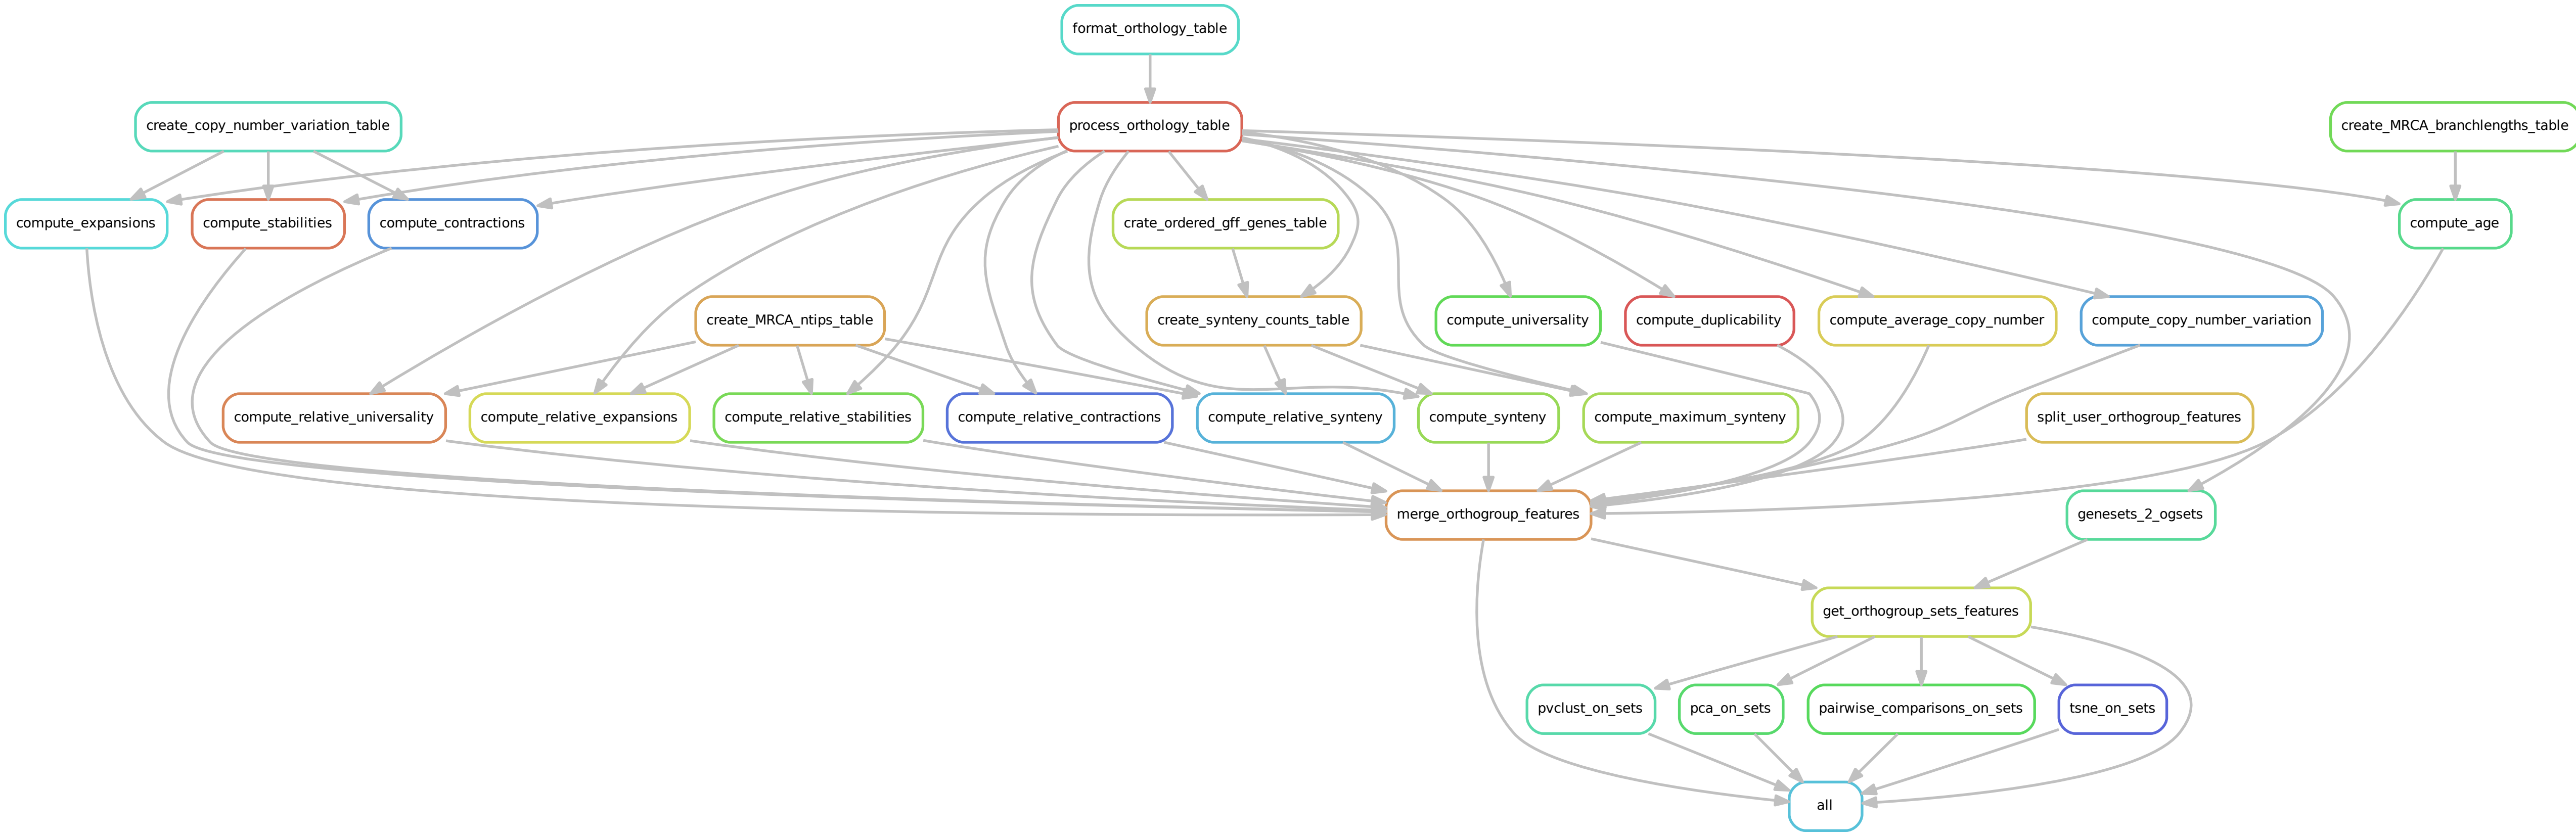 format_orthology_table
create_copy_number_variation_table
process_orthology_table
create_MRCA_branchlengths_table
compute_expansions
compute_stabilities
compute_contractions
crate_ordered_gff_genes_table
compute_age
create_MRCA_ntips_table
create_synteny_counts_table
compute_universality
compute_duplicability
compute_average_copy_number
compute_copy_number_variation
compute_relative_universality
compute_relative_expansions
compute_relative_stabilities
compute_relative_contractions
compute_relative_synteny
compute_synteny
compute_maximum_synteny
split_user_orthogroup_features
merge_orthogroup_features
genesets_2_ogsets
get_orthogroup_sets_features
pvclust_on_sets
pca_on_sets
pairwise_comparisons_on_sets
tsne_on_sets
all